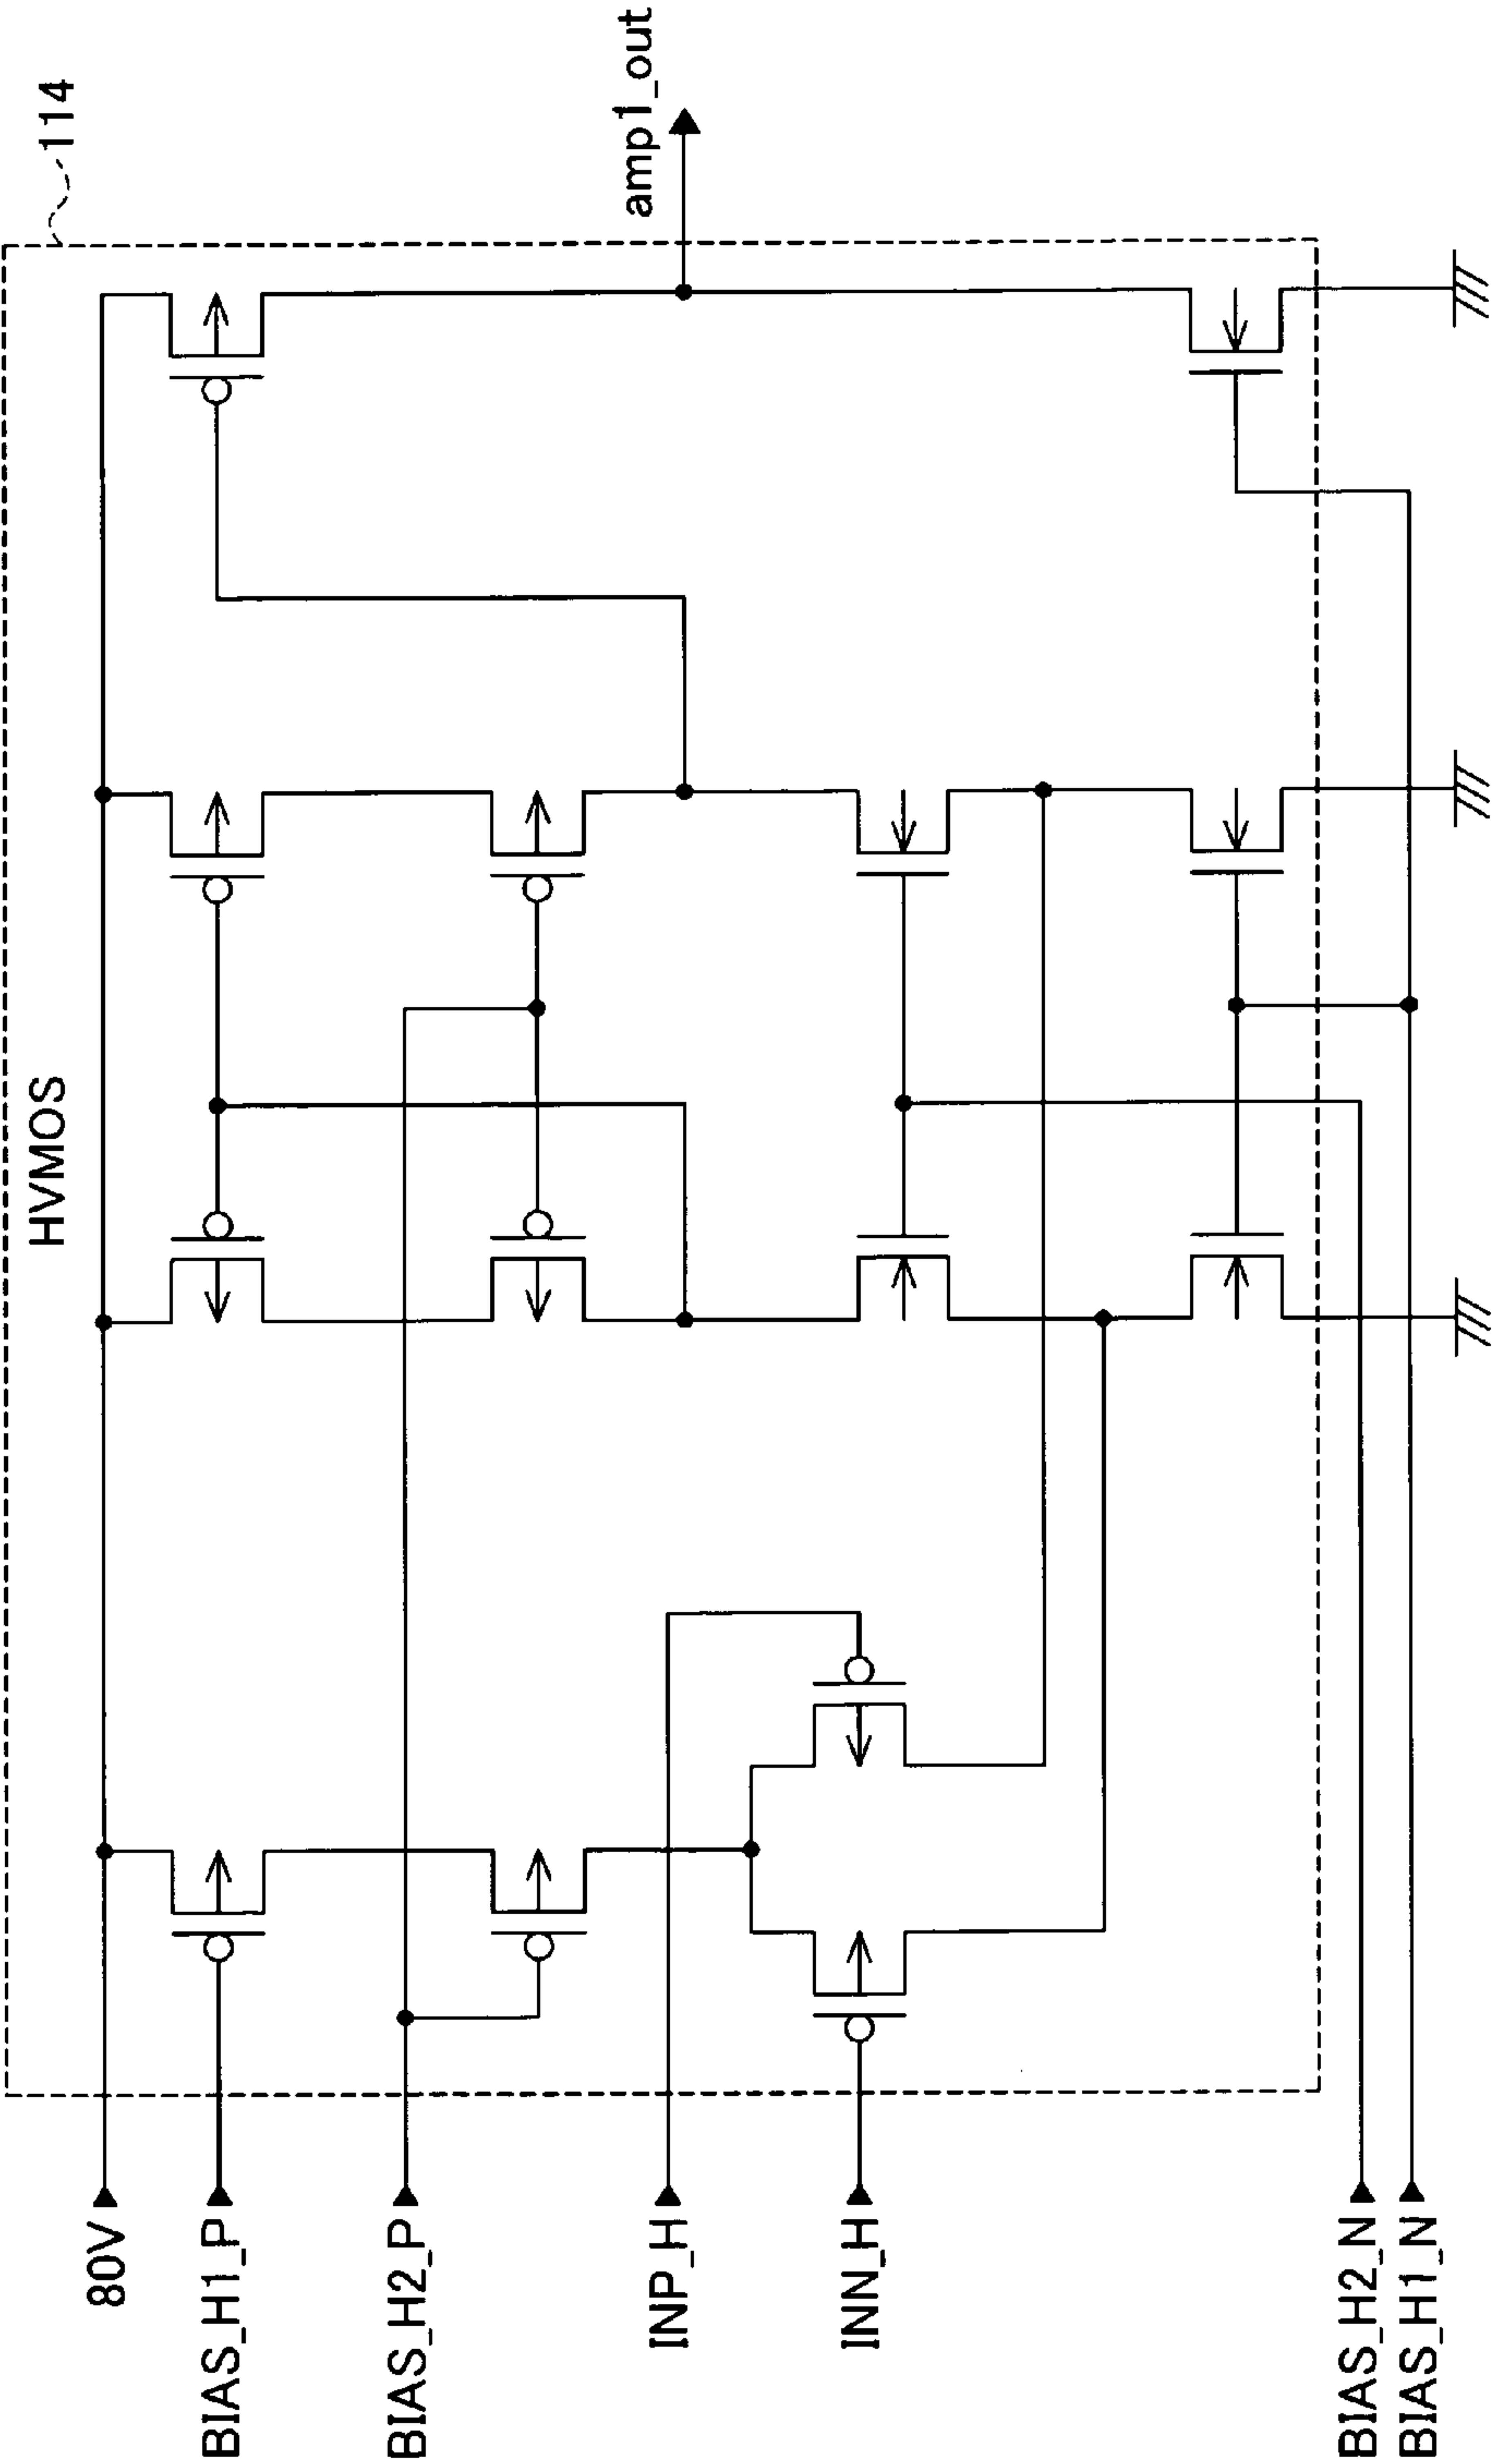 114
HVMOS
amp1_out
80V
BIAS_H1_P
BIAS_H2_P
INP_H
INN_H
BIAS_H2_N
BIAS_H1_N